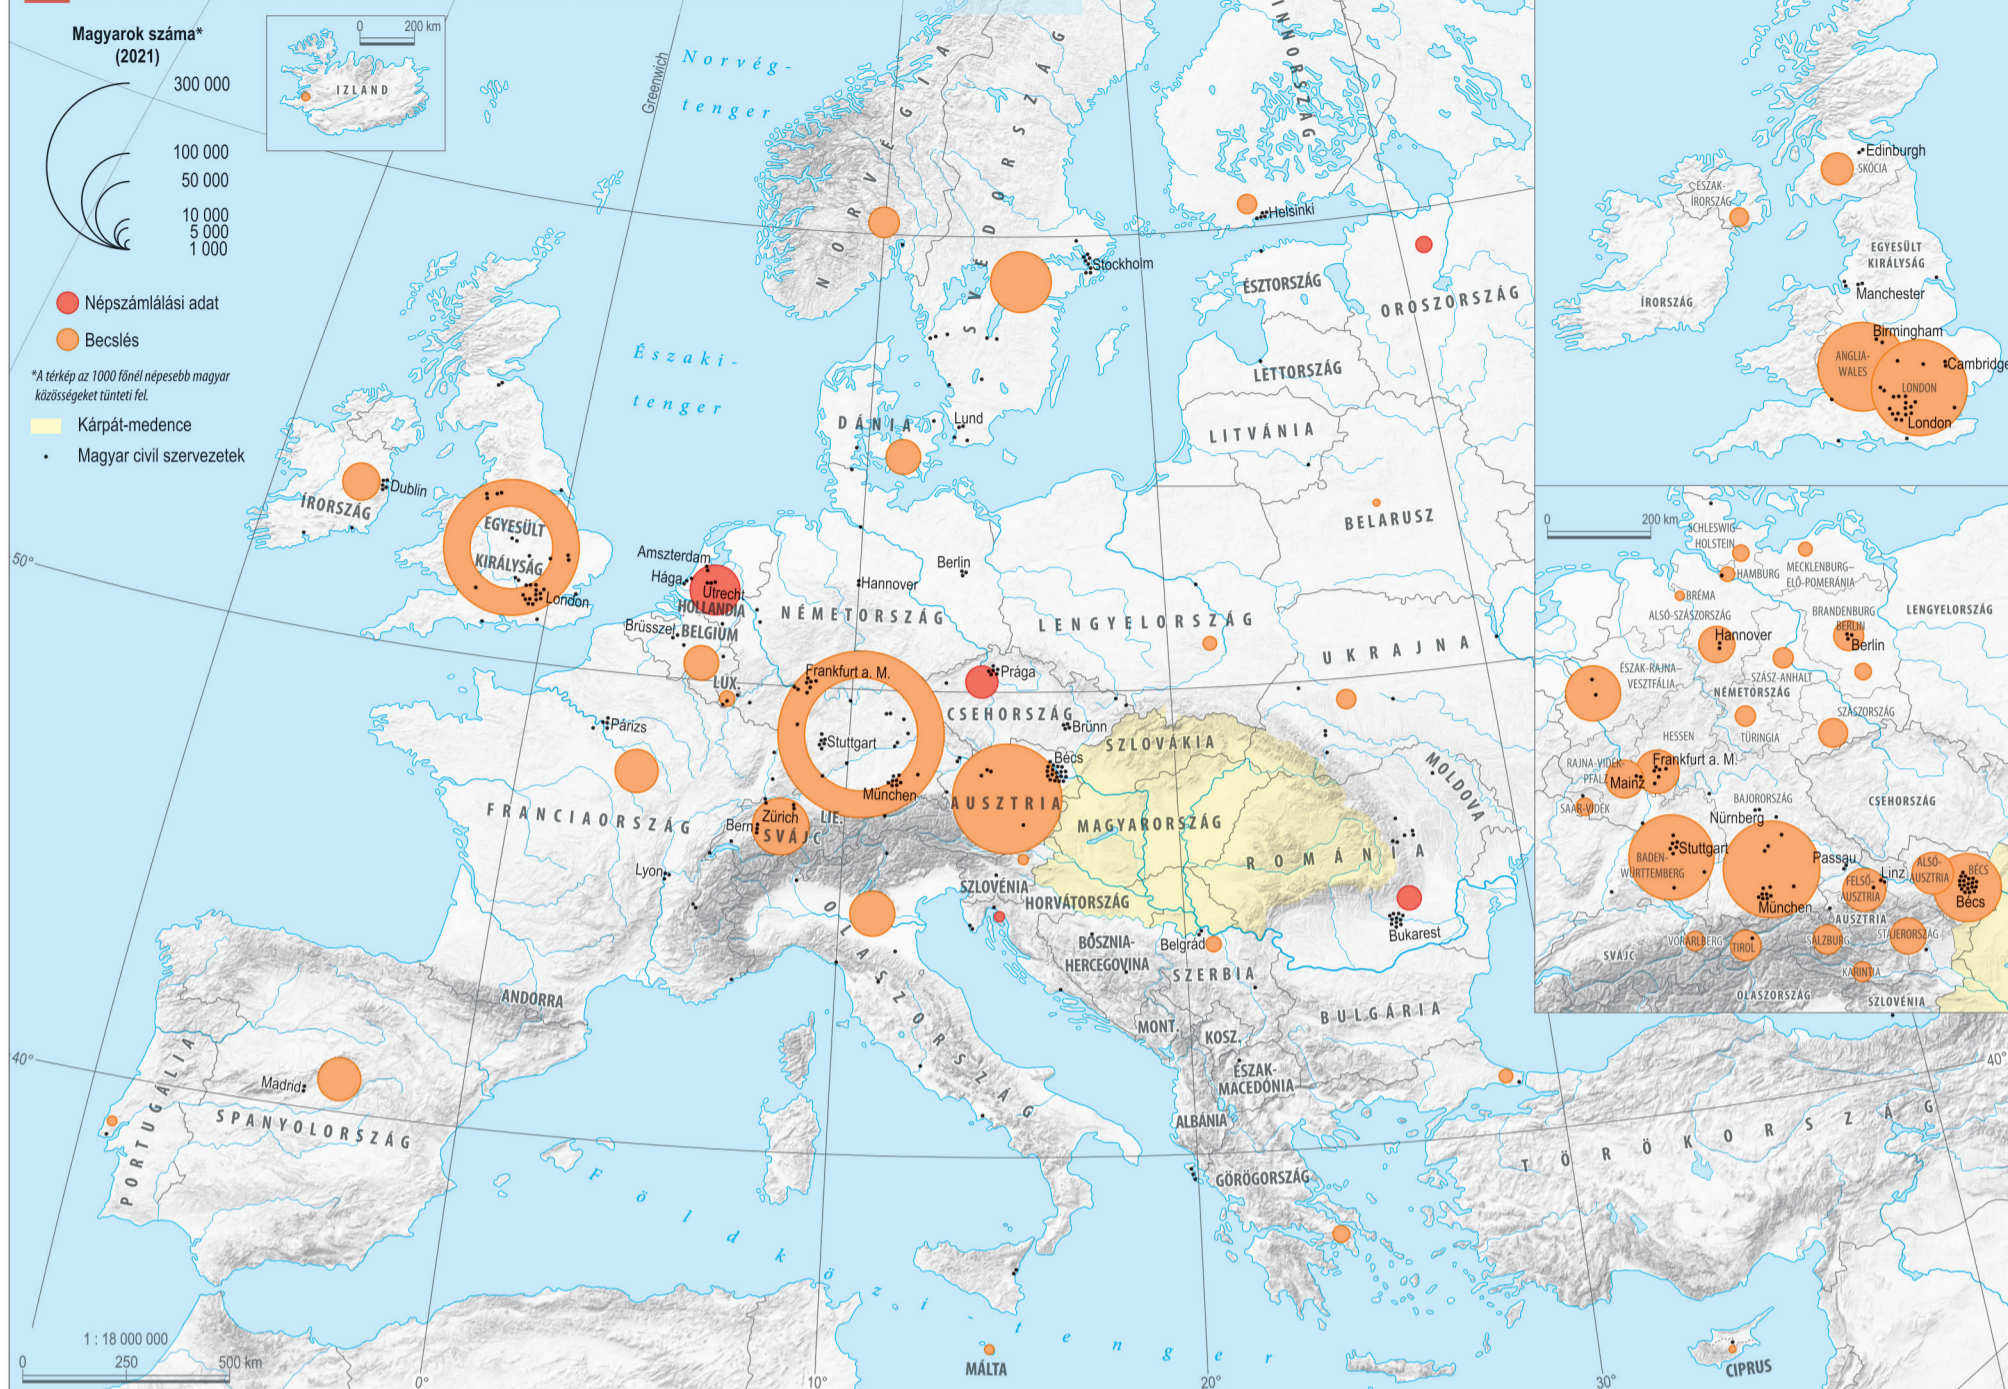 Magyarok száma*
(2021)
300 000
100 000
50 000
10 000
5 000
1 000
Népszámlálási adat
Becslés
*A térkép az 1000 főnél népesebb magyar
közösségeket tünteti fel.
Kárpát-medence
Magyar civil szervezetek
0 200 km
IZLAND
Greenwich
Norvég-
tenger
Északi-
tenger
NORVÉGIA
SVÉDORSZÁG
INNORSZÁG
Helsinki
Stockholm
ÉSZTORSZÁG
OROSZORSZÁG
LETTORSZÁG
LITVÁNIA
BELARUSZ
DÁNIA
Lund
Dublin
ÍRORSZÁG
EGYESÜLT
KIRÁLYSÁG
London
Amszterdam
Hága
Utrecht
HOLLANDIA
Brüsszel
BELGIUM
LUX.
Hannover
Berlin
NÉMETORSZÁG
LENGYELORSZÁG
UKRAJNA
Frankfurt a. M.
Prága
CSEHORSZÁG
Brünn
Stuttgart
München
Párizs
FRANCIAORSZÁG
Bern
Zürich
SVÁJC
LIE.
Lyon
Bécs
AUSZTRIA
SZLOVÁKIA
MAGYARORSZÁG
ROMÁNIA
MOLDOVA
SZLOVÉNIA
HORVÁTORSZÁG
OLASZORSZÁG
BOSZNIA-
HERCEGOVINA
Belgrád
SZERBIA
Bukarest
BULGÁRIA
MONT.
KOSZ.
ÉSZAK-
MACEDÓNIA
ALBÁNIA
GÖRÖGORSZÁG
TÖRÖKORSZÁG
ANDORRA
Madrid
SPANYOLORSZÁG
PORTUGÁLIA
Földközi-tenger
MÁLTA
CIPRUS
50°
40°
40°
0°
10°
20°
30°
1 : 18 000 000
0 250 500 km
Edinburgh
SKÓCIA
ÉSZAK-
ÍRORSZÁG
EGYESÜLT
KIRÁLYSÁG
ÍRORSZÁG
Manchester
Birmingham
ANGLIA-
WALES
Cambridge
LONDON
London
0 200 km
SCHLESWIG–
HOLSTEIN
HAMBURG
MECKLENBURG–
ELŐ-POMERÁNIA
BRÉMA
ALSÓ-SZÁSZORSZÁG
BRANDENBURG
BERLIN
Berlin
LENGYELORSZÁG
Hannover
ÉSZAK-RAJNA–
VESZTFÁLIA
SZÁSZ-ANHALT
NÉMETORSZÁG
SZÁSZORSZÁG
HESSEN
TÜRINGIA
RAJNA-VIDÉK-
PFALZ
Frankfurt a. M.
Mainz
SAAR-VIDÉK
BAJORORSZÁG
Nürnberg
CSEHORSZÁG
Stuttgart
BADEN-
WÜRTTEMBERG
München
Passau
Linz
FELSŐ-
AUSZTRIA
ALSÓ-
AUSZTRIA
BÉCS
Bécs
AUSZTRIA
VORARLBERG
TIROL
SALZBURG
STÁJERORSZÁG
SVÁJC
KARINTIA
OLASZORSZÁG
SZLOVÉNIA